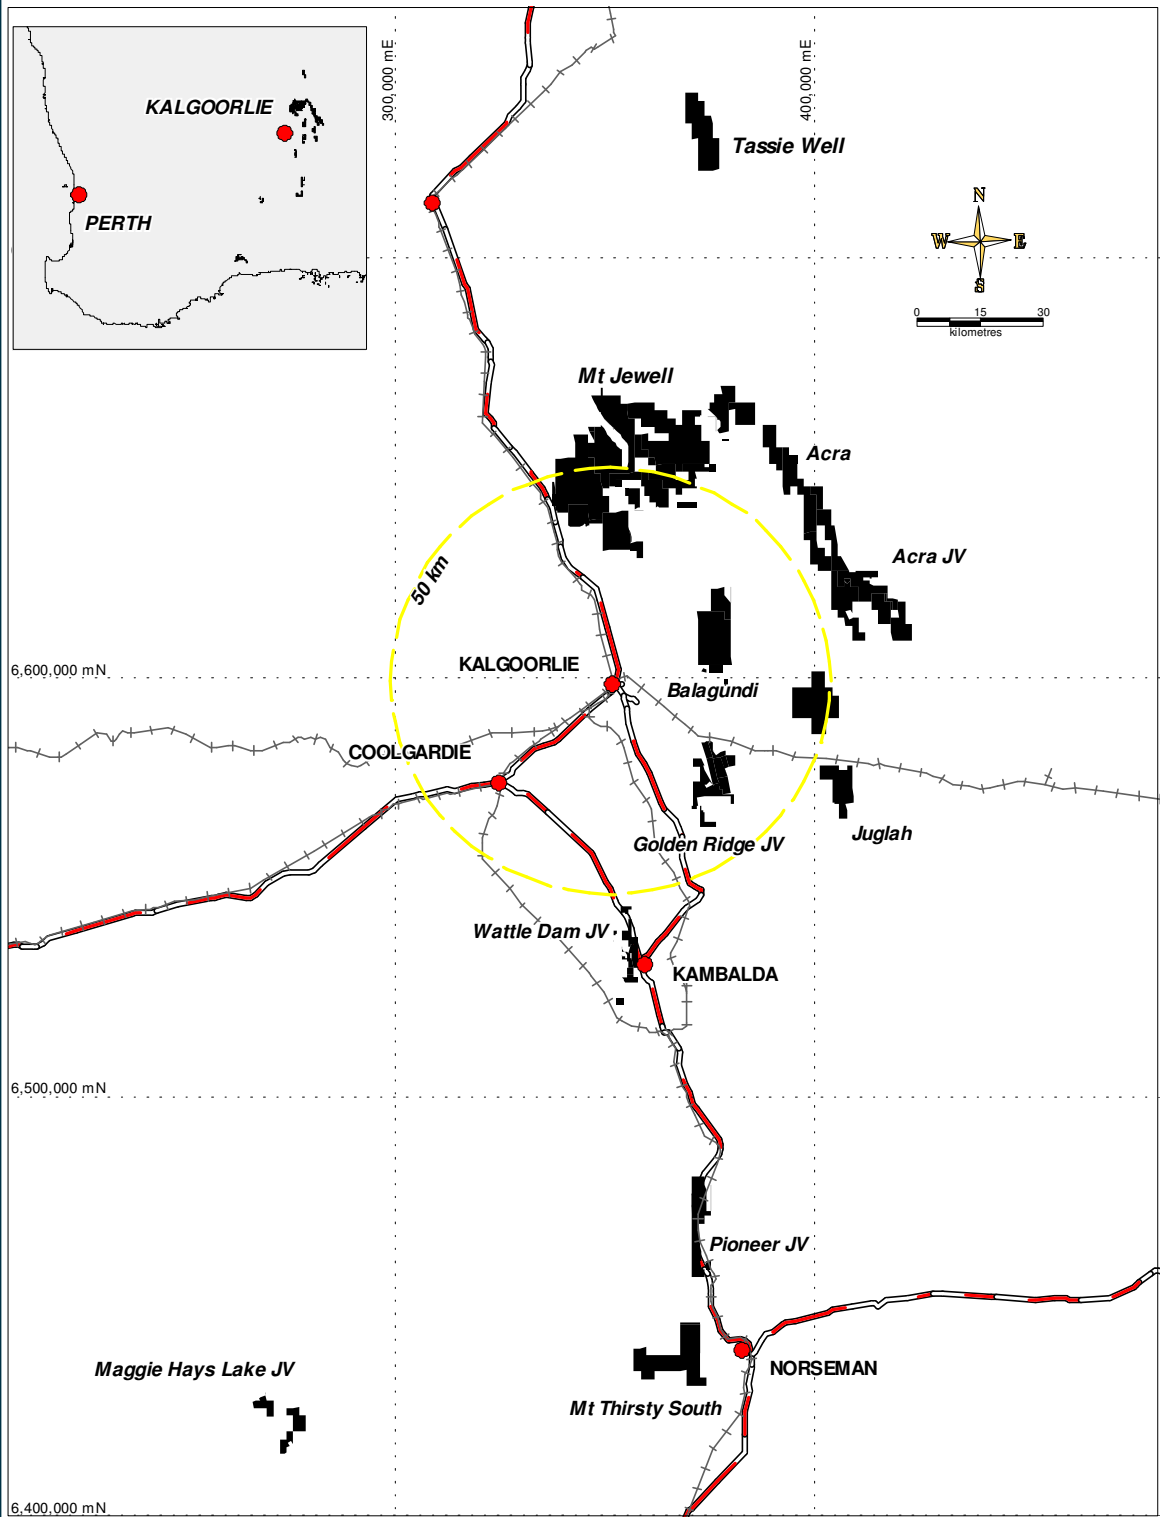 300,000 mE
400,000 mE
KALGOORLIE
PERTH
Tassie Well
N
W
E
S
0 15 30
kilometres
Mt Jewell
Acra
50 km
Acra JV
KALGOORLIE
6,600,000 mN
Balagundi
COOLGARDIE
Golden Ridge JV
Juglah
Wattle Dam JV
KAMBALDA
6,500,000 mN
Pioneer JV
Maggie Hays Lake JV
NORSEMAN
Mt Thirsty South
6,400,000 mN